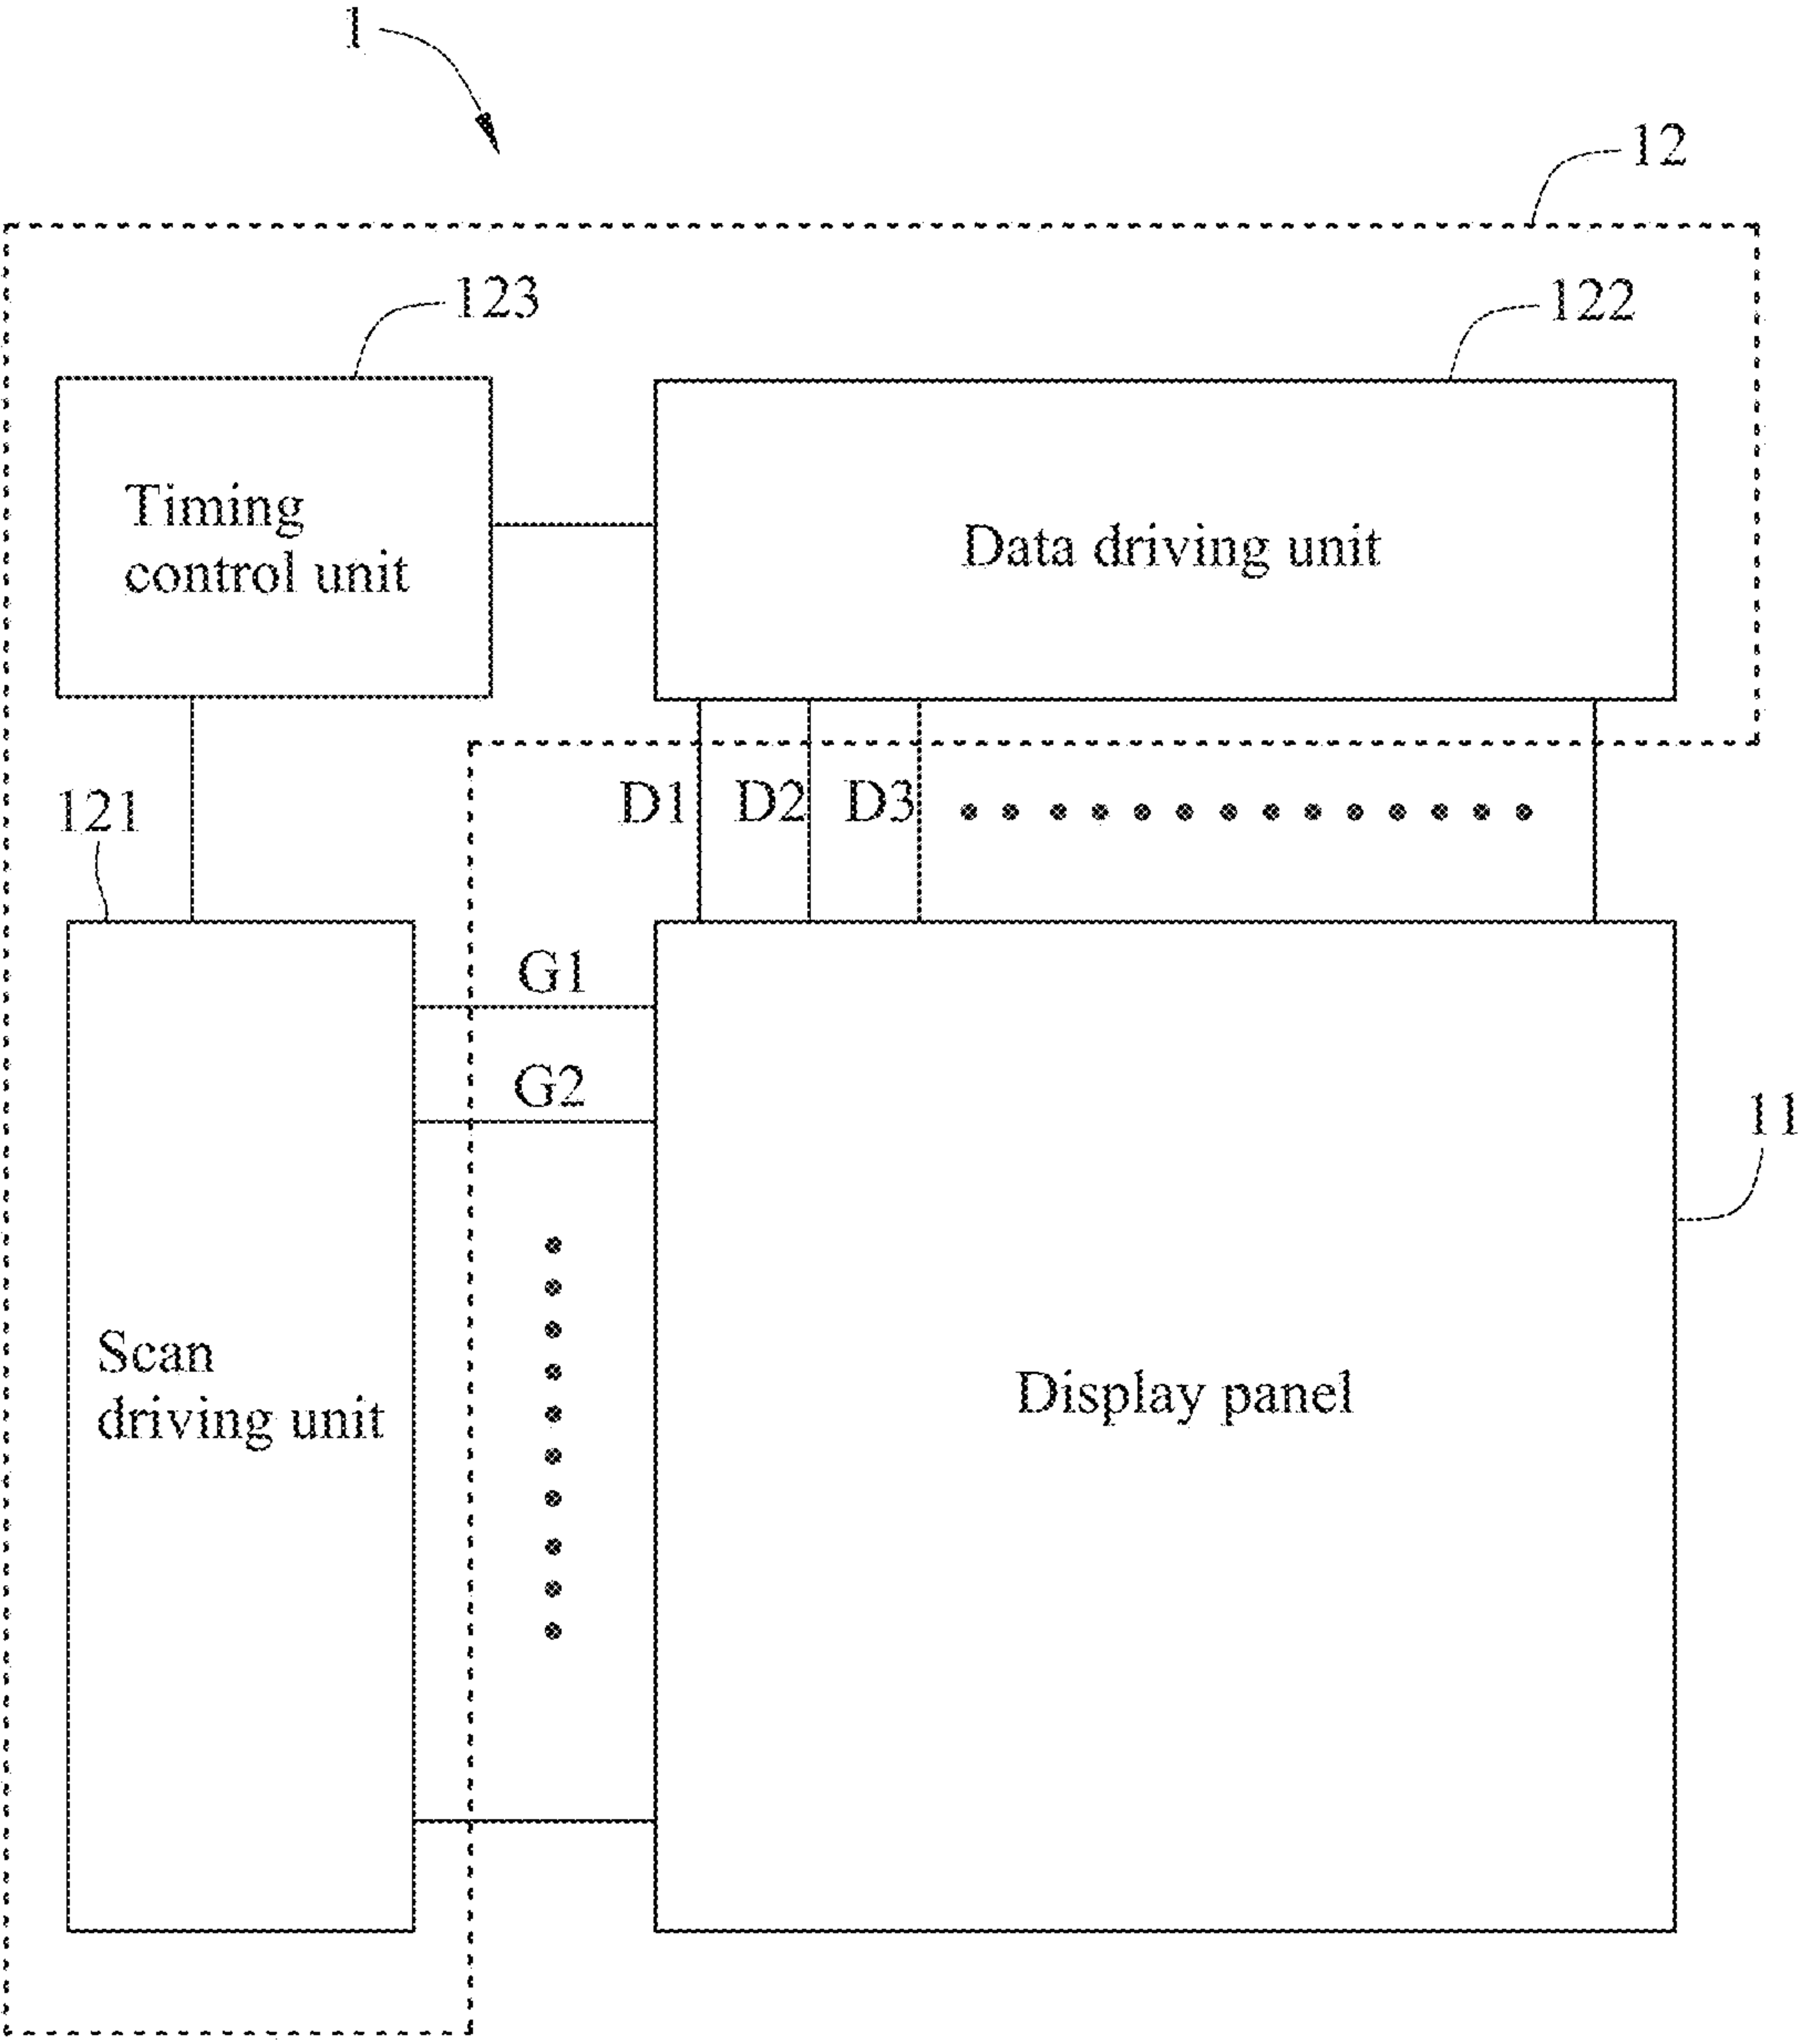 1
12
123
122
Timing
control unit
Data driving unit
121
D1
D2
D3
G1
G2
11
Scan
driving unit
Display panel